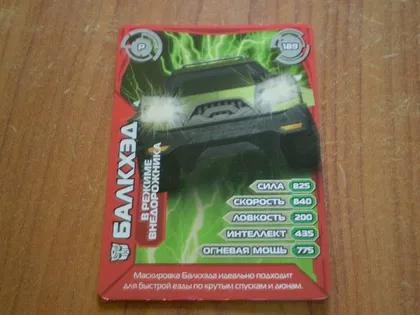 Р
189
БАЛКХЭД
В РЕЖИМЕ
ВНЕДОРОЖНИКА
СИЛА 825
СКОРОСТЬ 640
ЛОВКОСТЬ 200
ИНТЕЛЛЕКТ 435
ОГНЕВАЯ МОЩЬ 775
Маскировка Балкхэда идеально подходит
для быстрой езды по крутым спускам и дюнам.